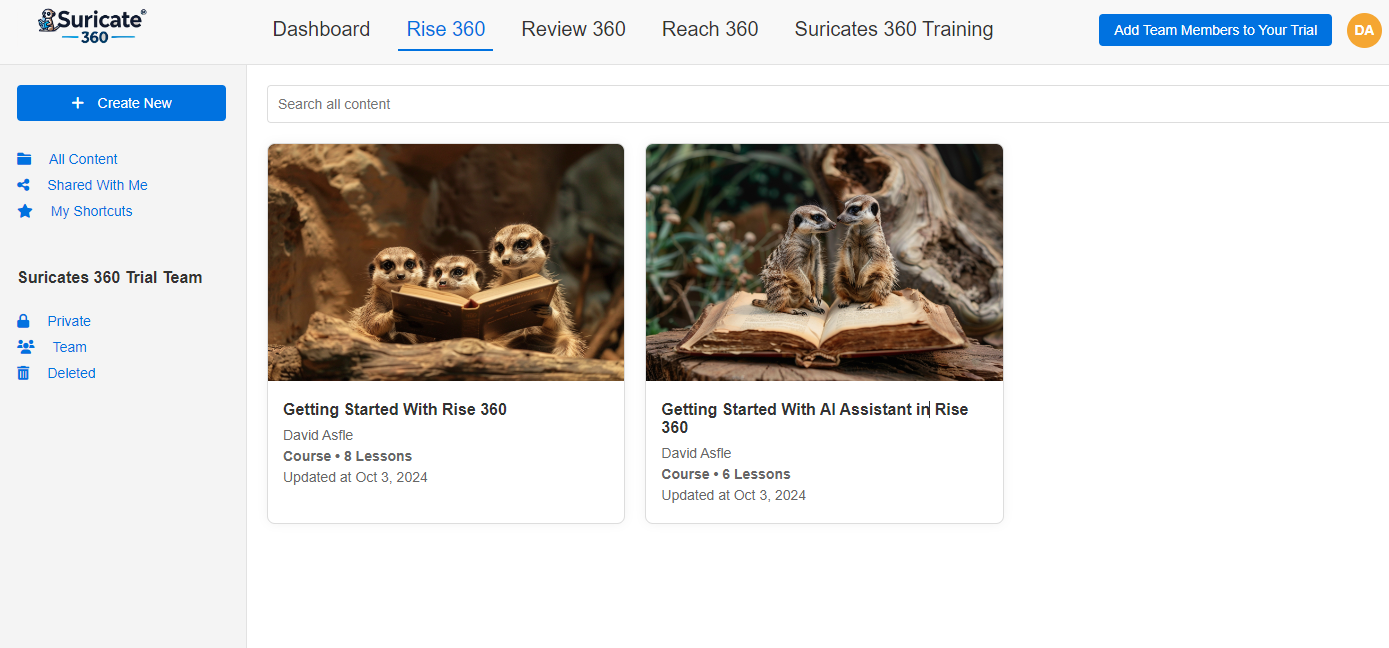 Suricate®
360
Dashboard
Rise 360
Review 360
Reach 360
Suricates 360 Training
Add Team Members to Your Trial
DA
+ Create New
All Content
Shared With Me
My Shortcuts
Suricates 360 Trial Team
Private
Team
Deleted
Search all content
Getting Started With Rise 360
David Asfle
Course • 8 Lessons
Updated at Oct 3, 2024
Getting Started With AI Assistant in Rise
360
David Asfle
Course • 6 Lessons
Updated at Oct 3, 2024